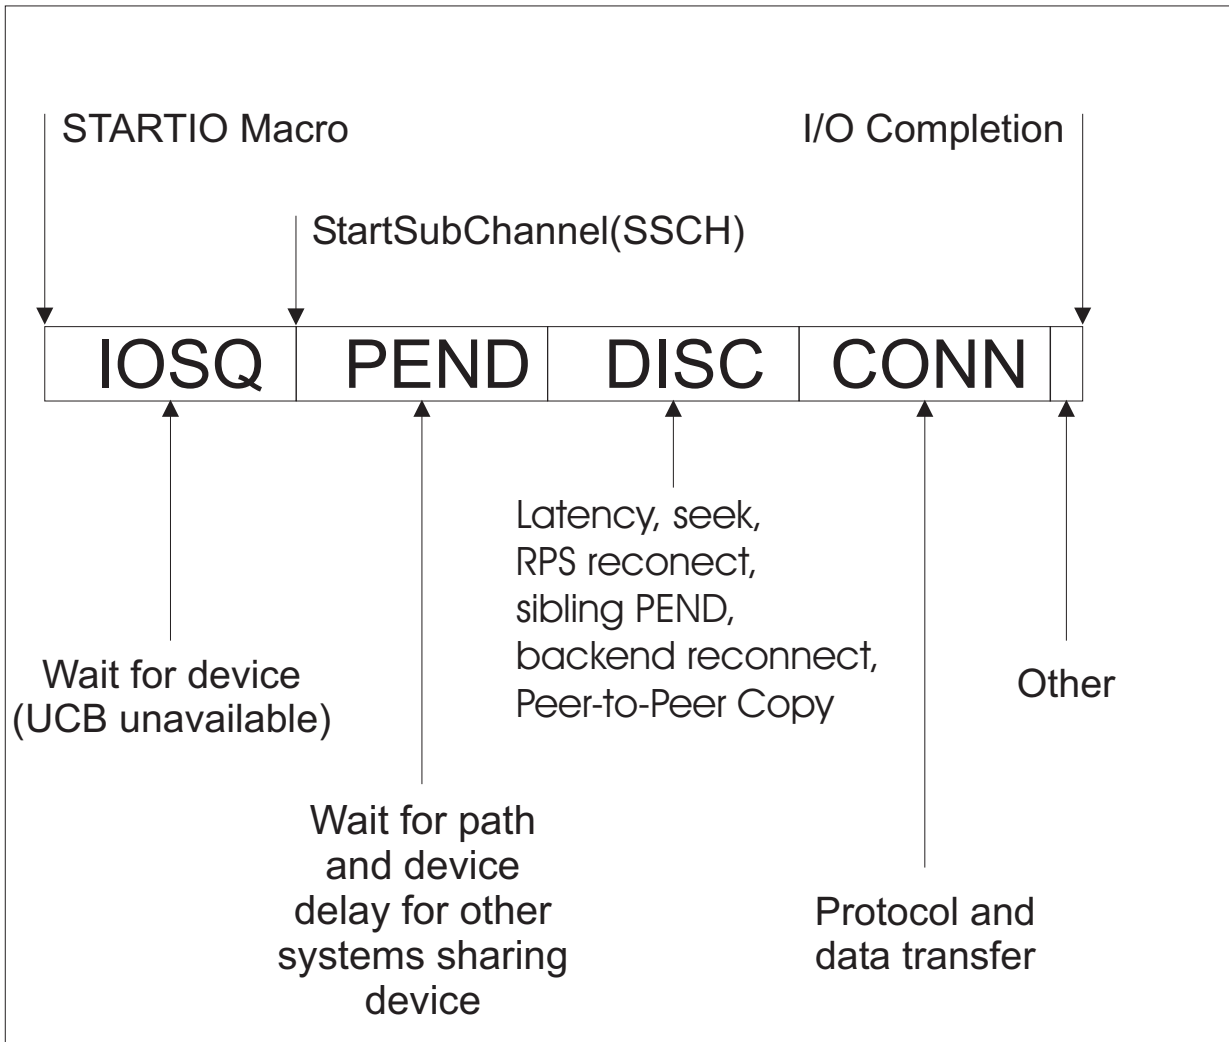 STARTIO Macro
I/O Completion
StartSubChannel(SSCH)
IOSQ
PEND
DISC
CONN
Latency, seek,
RPS reconect,
sibling PEND,
backend reconnect,
Peer-to-Peer Copy
Wait for device
(UCB unavailable)
Other
Wait for path
and device
delay for other
systems sharing
device
Protocol and
data transfer